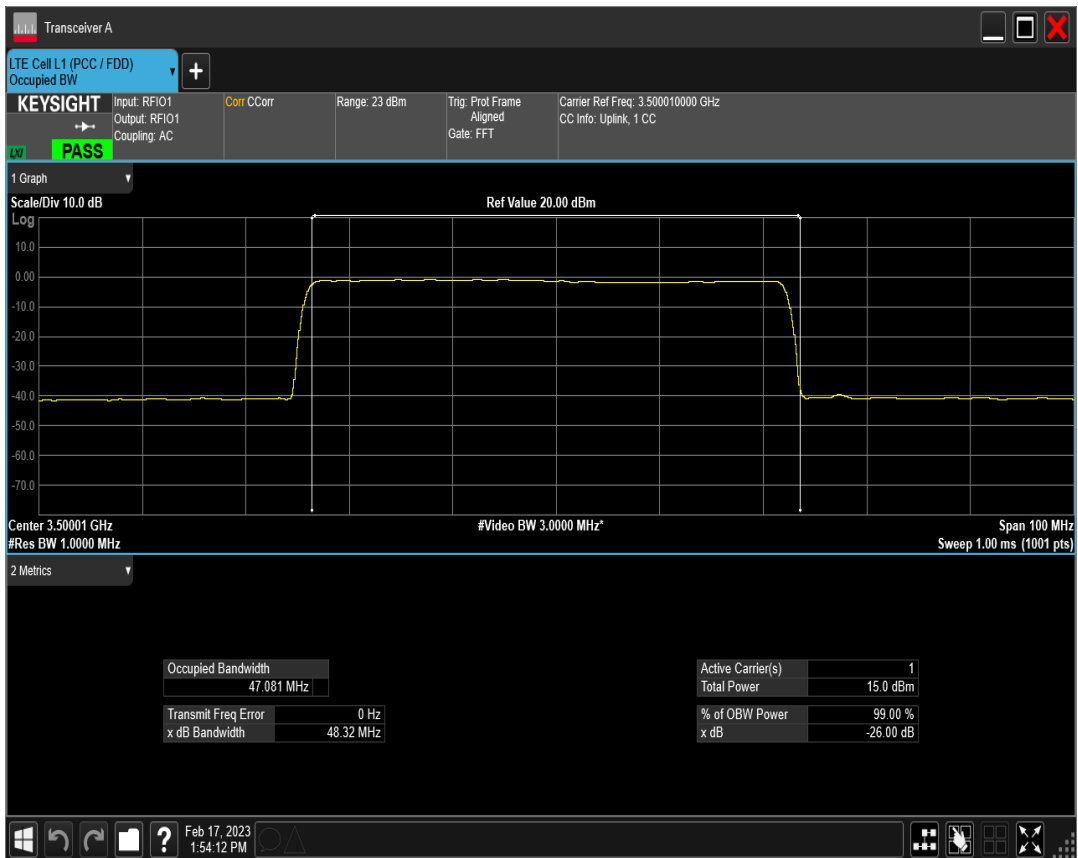 Transceiver A
LTE Cell L1 (PCC / FDD)
Occupied BW
KEYSIGHT
LXI
PASS
Input: RFIO1
Output: RFIO1
Coupling: AC
Corr CCorr
Range: 23 dBm
Trig: Prot Frame
Aligned
Gate: FFT
Carrier Ref Freq: 3.500010000 GHz
CC Info: Uplink, 1 CC
1 Graph
Scale/Div 10.0 dB
Ref Value 20.00 dBm
Log
10.0
0.00
-10.0
-20.0
-30.0
-40.0
-50.0
-60.0
-70.0
Center 3.50001 GHz
#Video BW 3.0000 MHz*
Span 100 MHz
#Res BW 1.0000 MHz
Sweep 1.00 ms (1001 pts)
2 Metrics
Occupied Bandwidth
47.081 MHz
Transmit Freq Error 0 Hz
x dB Bandwidth 48.32 MHz
Active Carrier(s) 1
Total Power 15.0 dBm
% of OBW Power 99.00 %
x dB -26.00 dB
?
Feb 17, 2023
1:54:12 PM